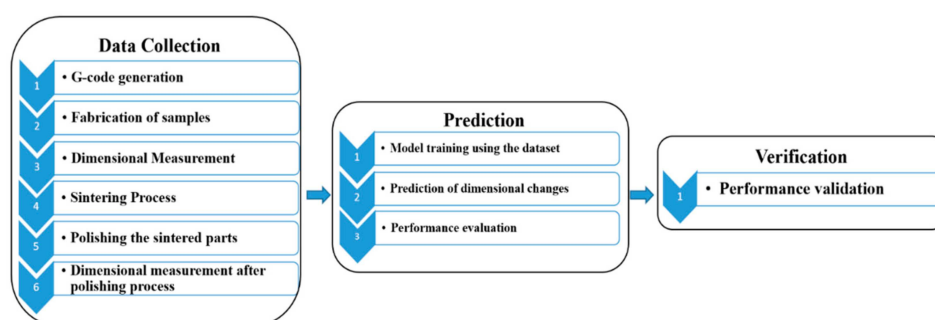 Data Collection
1 • G-code generation
2 • Fabrication of samples
3 • Dimensional Measurement
4 • Sintering Process
5 • Polishing the sintered parts
6 • Dimensional measurement after
polishing process
Prediction
1 • Model training using the dataset
2 • Prediction of dimensional changes
3 • Performance evaluation
Verification
1 • Performance validation